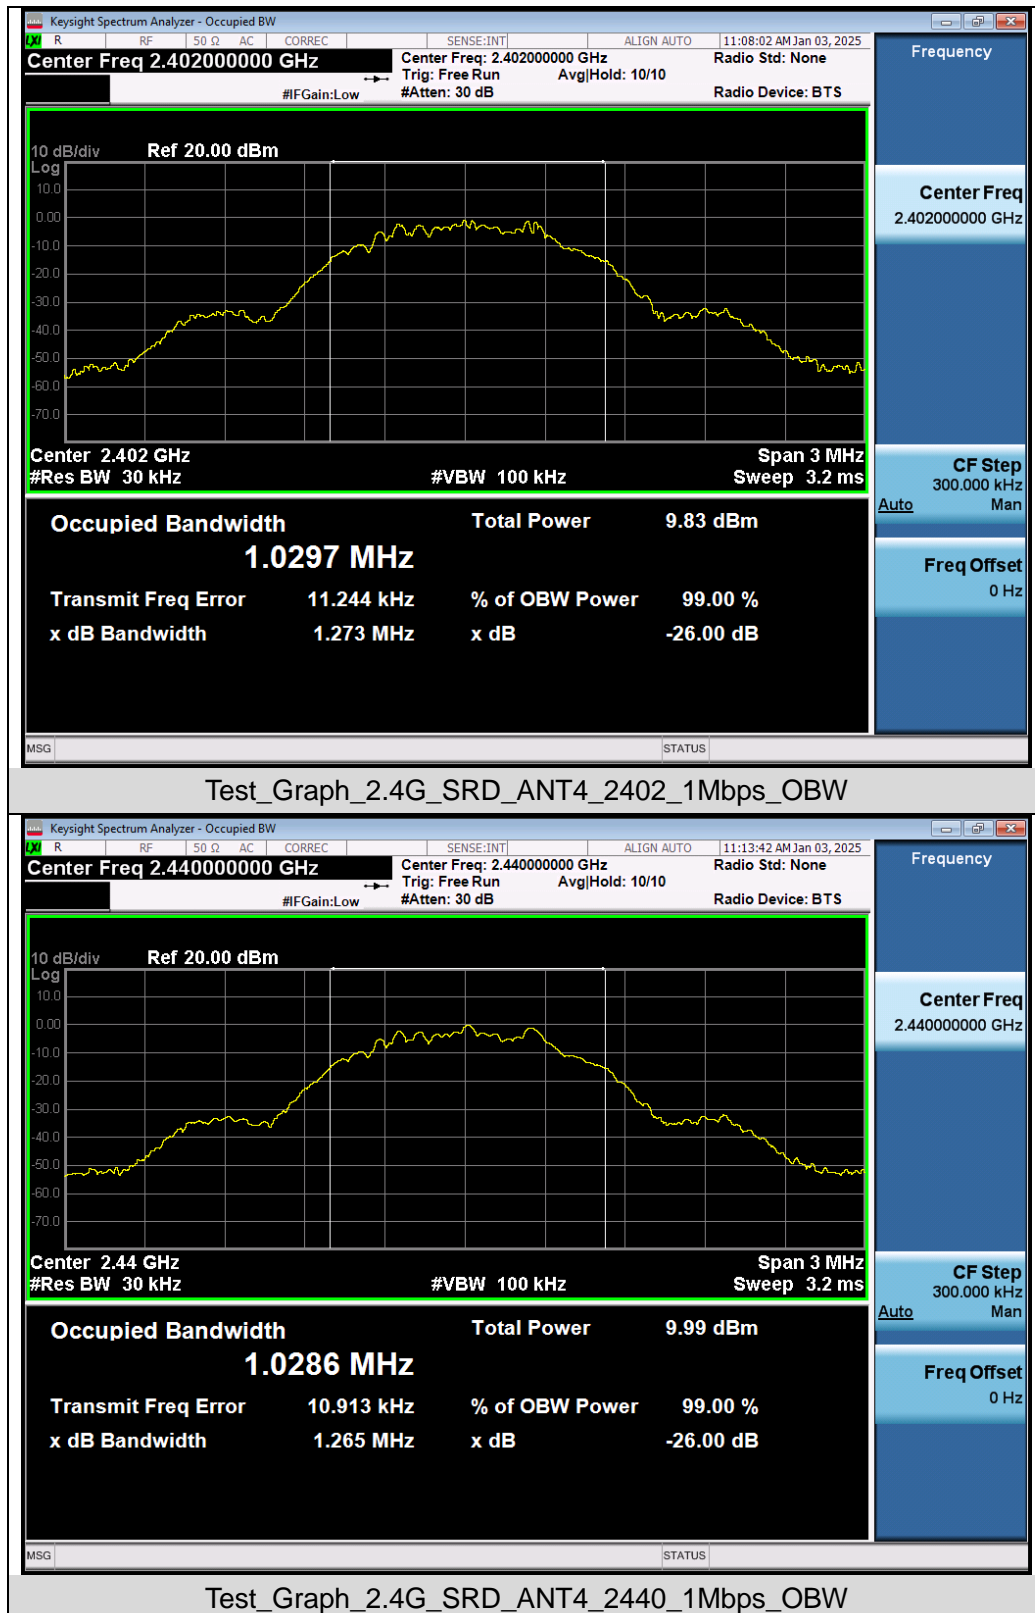 Keysight Spectrum Analyzer - Occupied BW
LXI R RF 50 Ω AC CORREC SENSE:INT ALIGN AUTO 11:08:02 AM Jan 03, 2025
Center Freq 2.402000000 GHz
Center Freq: 2.402000000 GHz
Radio Std: None
Trig: Free Run Avg|Hold: 10/10
#IFGain:Low
#Atten: 30 dB
Radio Device: BTS
Frequency
10 dB/div Ref 20.00 dBm
Log
10.0
0.00
-10.0
-20.0
-30.0
-40.0
-50.0
-60.0
-70.0
Center Freq
2.402000000 GHz
Center 2.402 GHz Span 3 MHz
#Res BW 30 kHz #VBW 100 kHz Sweep 3.2 ms
CF Step
300.000 kHz
Auto Man
Freq Offset
0 Hz
Occupied Bandwidth Total Power 9.83 dBm
1.0297 MHz
Transmit Freq Error 11.244 kHz % of OBW Power 99.00 %
x dB Bandwidth 1.273 MHz x dB -26.00 dB
MSG STATUS
Test_Graph_2.4G_SRD_ANT4_2402_1Mbps_OBW
Keysight Spectrum Analyzer - Occupied BW
LXI R RF 50 Ω AC CORREC SENSE:INT ALIGN AUTO 11:13:42 AM Jan 03, 2025
Center Freq 2.440000000 GHz
Center Freq: 2.440000000 GHz
Radio Std: None
Trig: Free Run Avg|Hold: 10/10
#IFGain:Low
#Atten: 30 dB
Radio Device: BTS
Frequency
10 dB/div Ref 20.00 dBm
Log
10.0
0.00
-10.0
-20.0
-30.0
-40.0
-50.0
-60.0
-70.0
Center Freq
2.440000000 GHz
Center 2.44 GHz Span 3 MHz
#Res BW 30 kHz #VBW 100 kHz Sweep 3.2 ms
CF Step
300.000 kHz
Auto Man
Freq Offset
0 Hz
Occupied Bandwidth Total Power 9.99 dBm
1.0286 MHz
Transmit Freq Error 10.913 kHz % of OBW Power 99.00 %
x dB Bandwidth 1.265 MHz x dB -26.00 dB
MSG STATUS
Test_Graph_2.4G_SRD_ANT4_2440_1Mbps_OBW